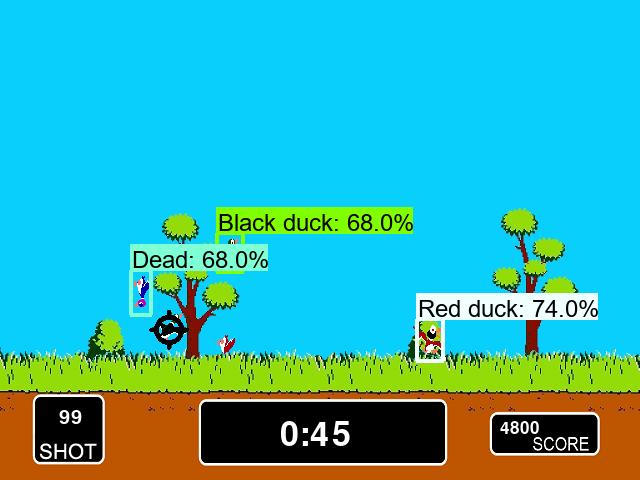 Black duck: 68.0%
Dead: 68.0%
Red duck: 74.0%
99
SHOT
0:45
4800
SCORE